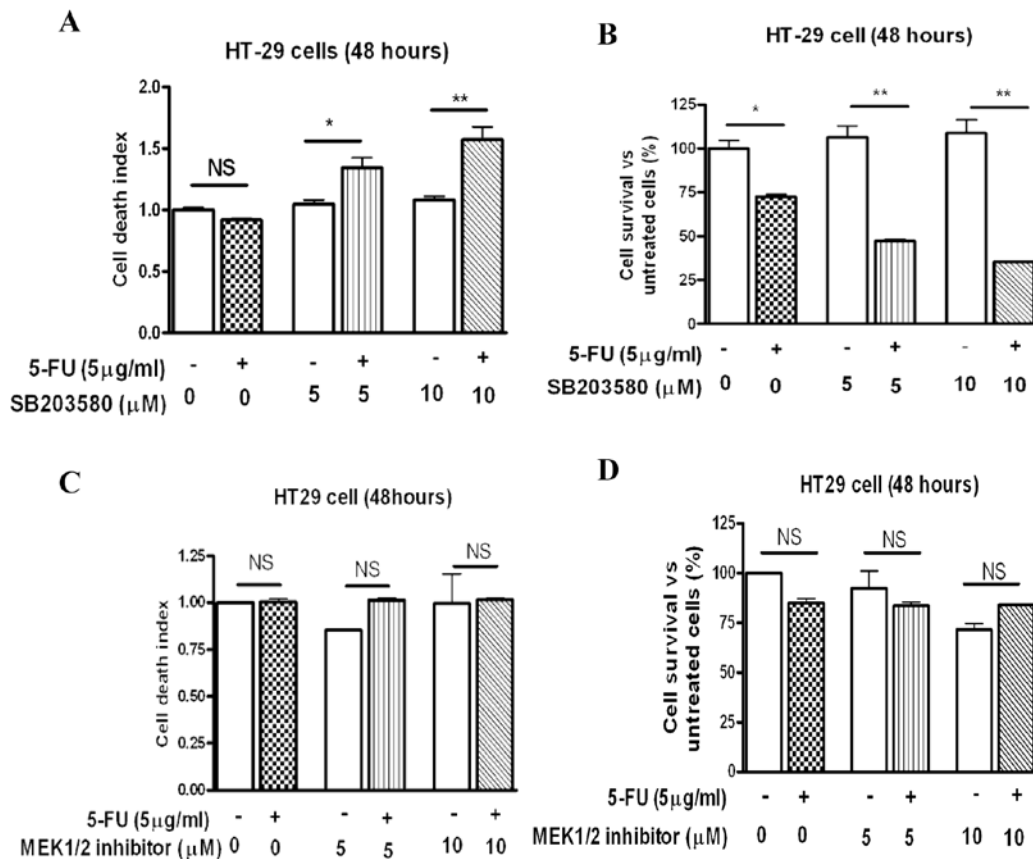 A
HT-29 cells (48 hours)
Cell death index
2.0
1.5
1.0
0.5
0.0
NS
*
**
5-FU (5μg/ml) - + - + - +
SB203580 (μM) 0 0 5 5 10 10
B
HT-29 cell (48 hours)
Cell survival vs
untreated cells (%)
125
100
75
50
25
0
*
**
**
5-FU (5μg/ml) - + - + - +
SB203580 (μM) 0 0 5 5 10 10
C
HT29 cell (48hours)
Cell death index
1.25
1.00
0.75
0.50
0.25
0.00
NS
NS
NS
5-FU (5μg/ml) - + - + - +
MEK1/2 inhibitor (μM) 0 0 5 5 10 10
D
HT29 cell (48 hours)
Cell survival vs
untreated cells (%)
125
100
75
50
25
0
NS
NS
NS
5-FU (5μg/ml) - + - + - +
MEK1/2 inhibitor (μM) 0 0 5 5 10 10